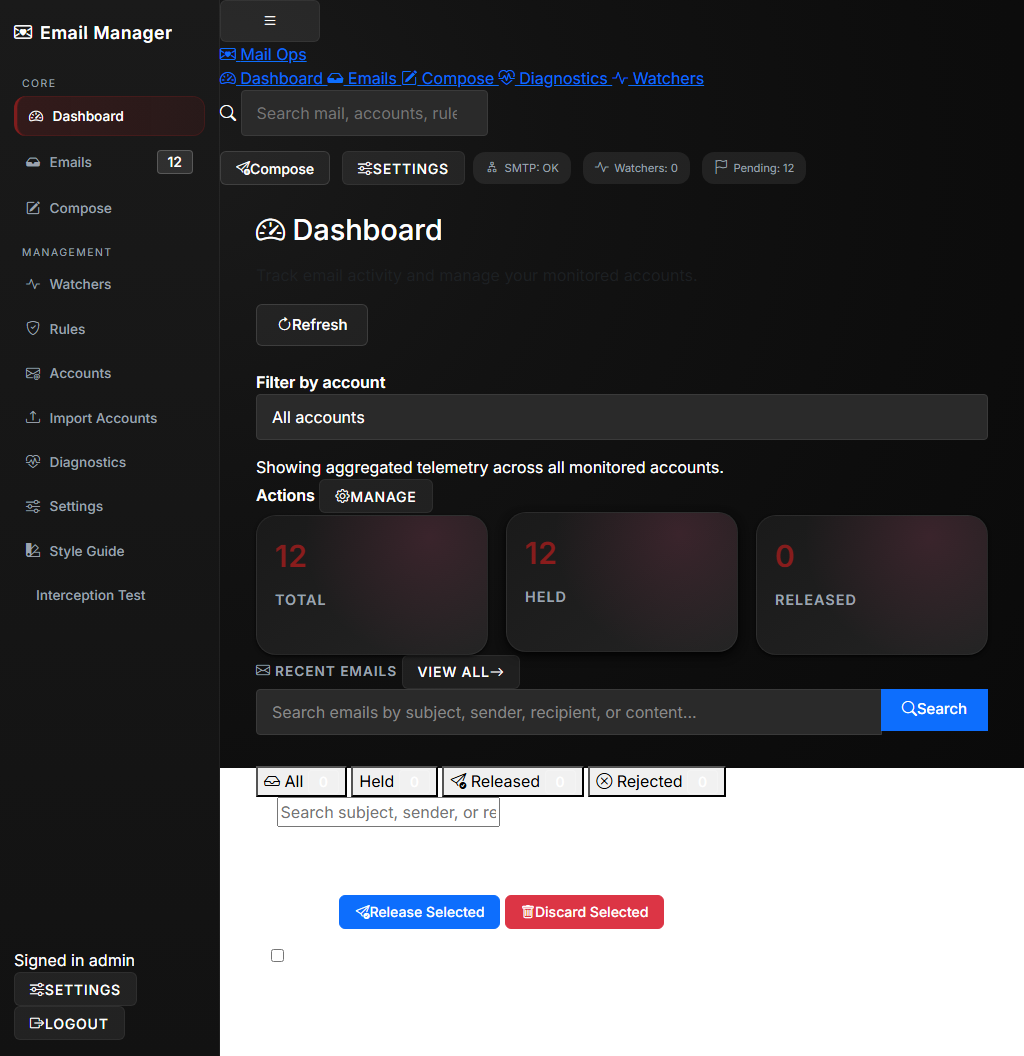 Email Manager
CORE
Dashboard
Emails 12
Compose
MANAGEMENT
Watchers
Rules
Accounts
Import Accounts
Diagnostics
Settings
Style Guide
Interception Test
Signed in admin
SETTINGS
LOGOUT
Mail Ops
Dashboard Emails Compose Diagnostics Watchers
Search mail, accounts, rule
Compose SETTINGS SMTP: OK Watchers: 0 Pending: 12
Dashboard
Track email activity and manage your monitored accounts.
Refresh
Filter by account
All accounts
Showing aggregated telemetry across all monitored accounts.
Actions MANAGE
12 12 0
TOTAL HELD RELEASED
RECENT EMAILS VIEW ALL→
Search emails by subject, sender, recipient, or content... Search
All 0 Held 0 Released 0 Rejected 0
Search subject, sender, or re
Release Selected Discard Selected